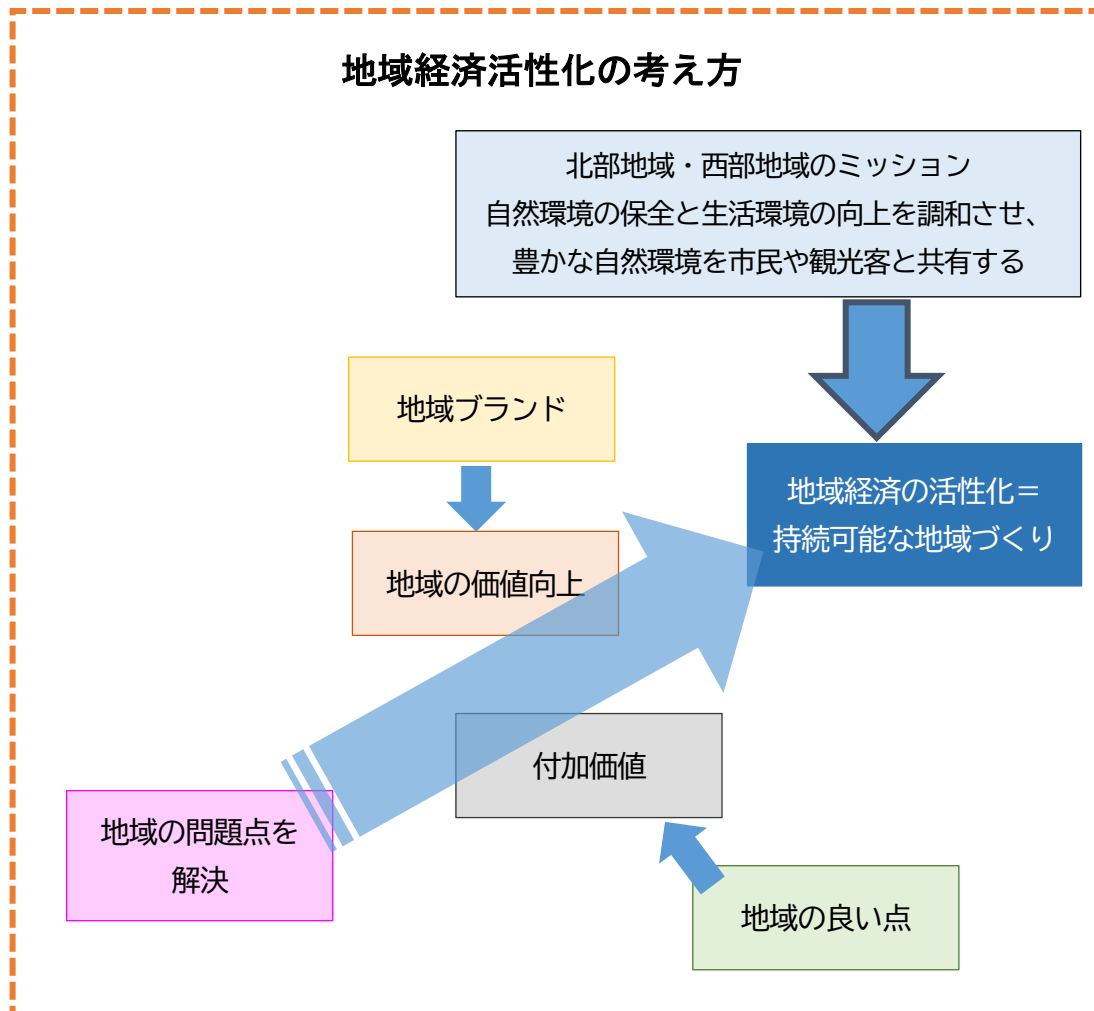 地域経済活性化の考え方
北部地域・西部地域のミッション
自然環境の保全と生活環境の向上を調和させ、
豊かな自然環境を市民や観光客と共有する
地域ブランド
地域経済の活性化＝
持続可能な地域づくり
地域の価値向上
付加価値
地域の問題点を
解決
地域の良い点